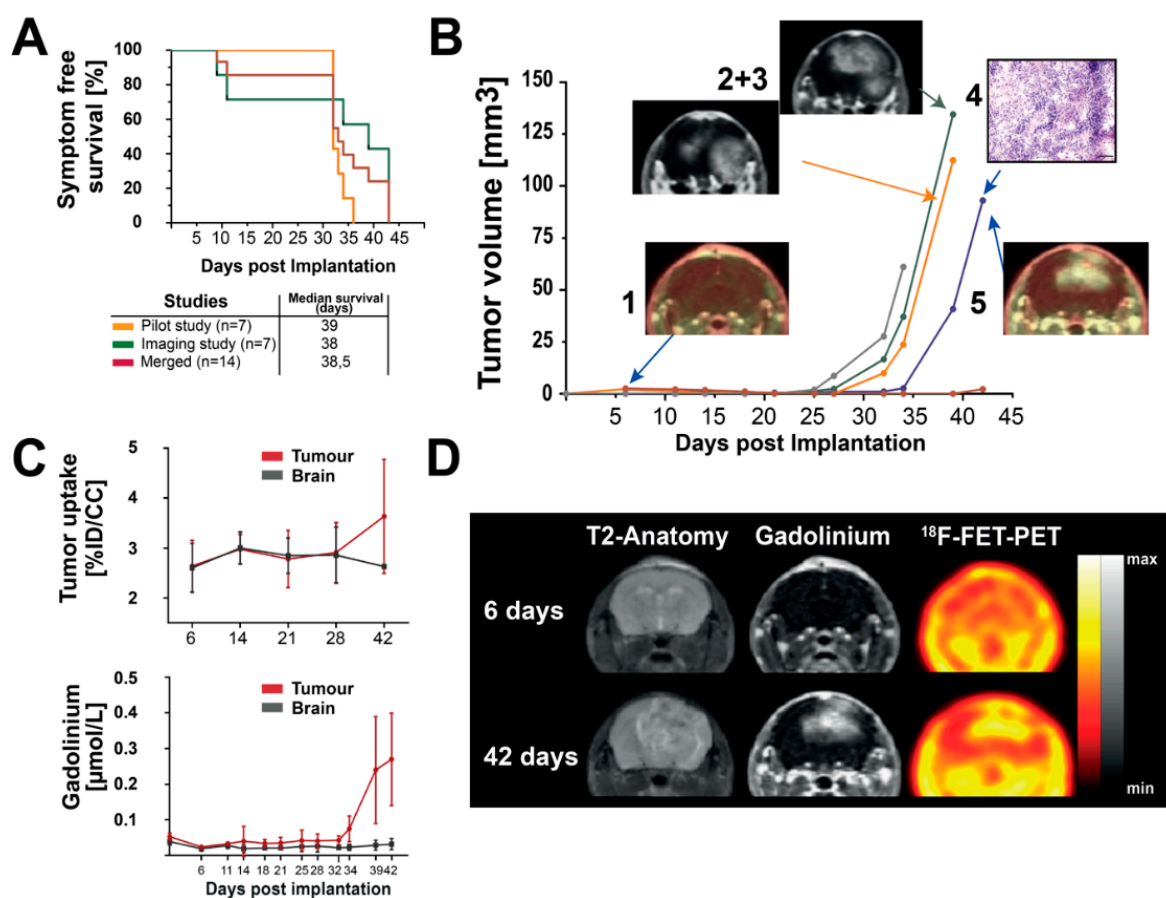 A
Symptom free
survival [%]
100
80
60
40
20
0
5 10 15 20 25 30 35 40 45 50
Days post Implantation
Studies Median survival (days)
Pilot study (n=7) 39
Imaging study (n=7) 38
Merged (n=14) 38,5
B
Tumor volume [mm3]
150
125
100
75
50
25
0
0 5 10 15 20 25 30 35 40 45
Days post Implantation
2+3
4
1
5
C
Tumor uptake
[%ID/CC]
Tumour
Brain
5
4
3
2
6 14 21 28 42
Gadolinium
[µmol/L]
Tumour
Brain
0.5
0.4
0.3
0.2
0.1
6 11 14 18 21 25 28 32 34 39 42
Days post implantation
D
T2-Anatomy Gadolinium ¹⁸F-FET-PET
6 days
42 days
max
min